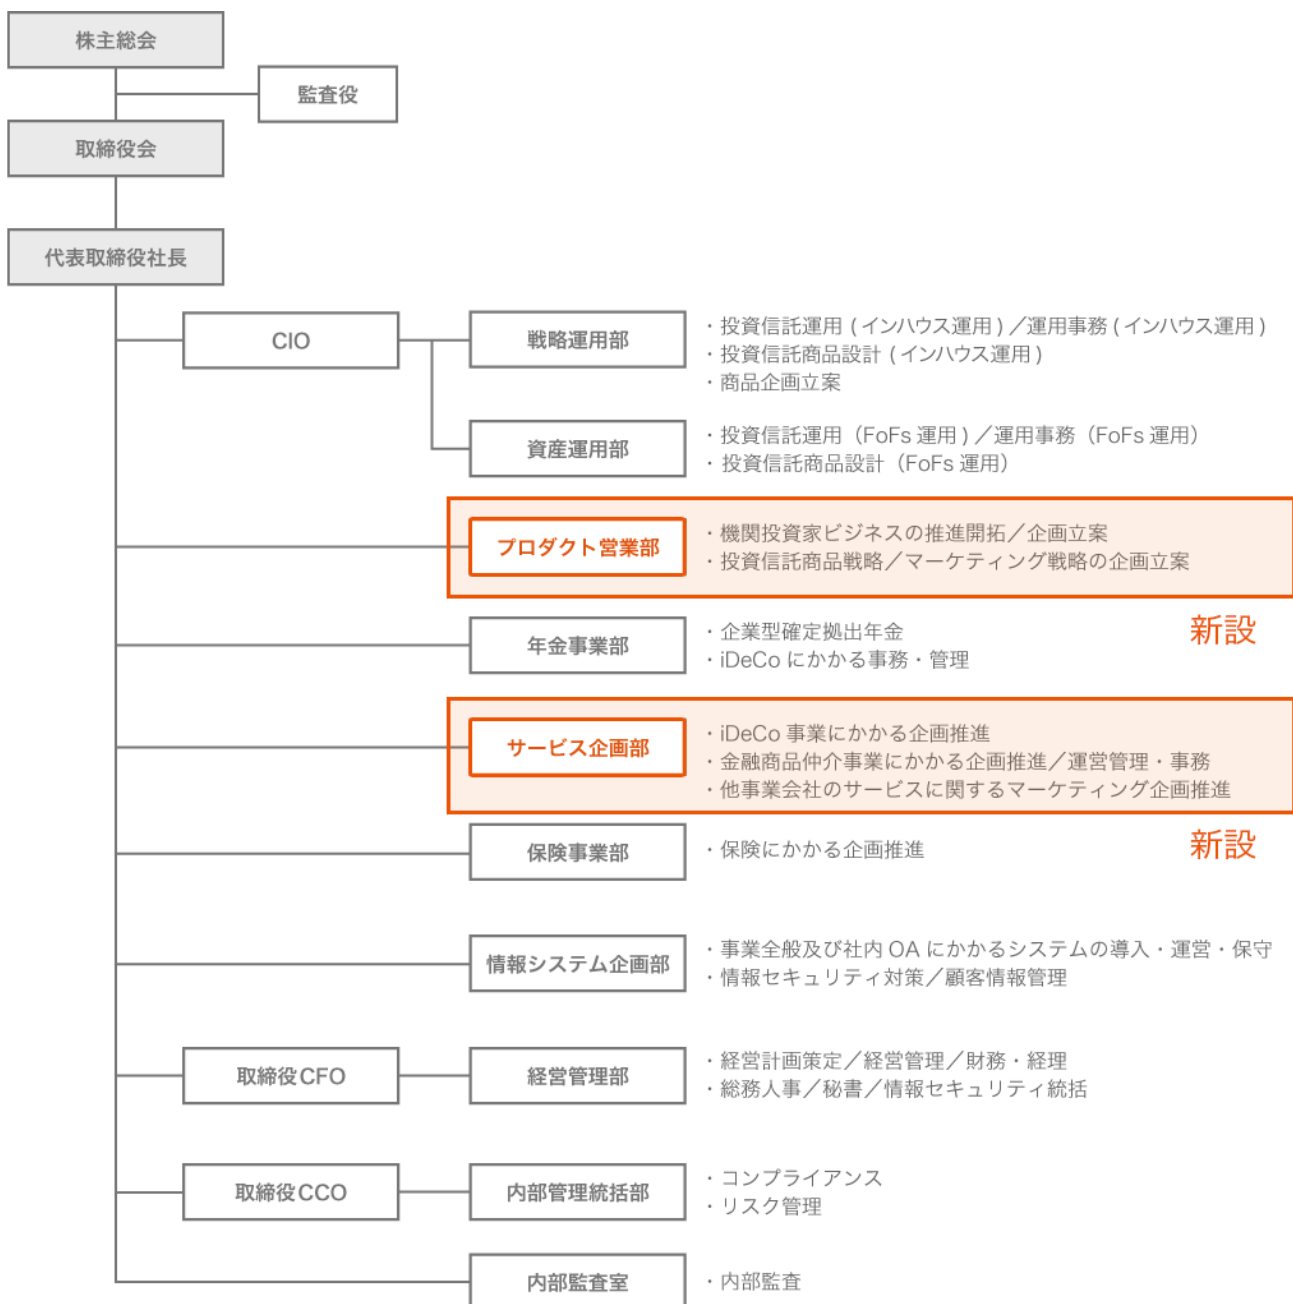 株主総会
監査役
取締役会
代表取締役社長
CIO
戦略運用部
・投資信託運用 ( インハウス運用 ) ／運用事務 ( インハウス運用 )
・投資信託商品設計 ( インハウス運用 )
・商品企画立案
資産運用部
・投資信託運用（FoFs 運用 ) ／運用事務（FoFs 運用）
・投資信託商品設計（FoFs 運用）
プロダクト営業部
・機関投資家ビジネスの推進開拓／企画立案
・投資信託商品戦略／マーケティング戦略の企画立案
新設
年金事業部
・企業型確定拠出年金
・iDeCo にかかる事務・管理
サービス企画部
・iDeCo 事業にかかる企画推進
・金融商品仲介事業にかかる企画推進／運営管理・事務
・他事業会社のサービスに関するマーケティング企画推進
新設
保険事業部
・保険にかかる企画推進
情報システム企画部
・事業全般及び社内 OA にかかるシステムの導入・運営・保守
・情報セキュリティ対策／顧客情報管理
取締役CFO
経営管理部
・経営計画策定／経営管理／財務・経理
・総務人事／秘書／情報セキュリティ統括
取締役CCO
内部管理統括部
・コンプライアンス
・リスク管理
内部監査室
・内部監査